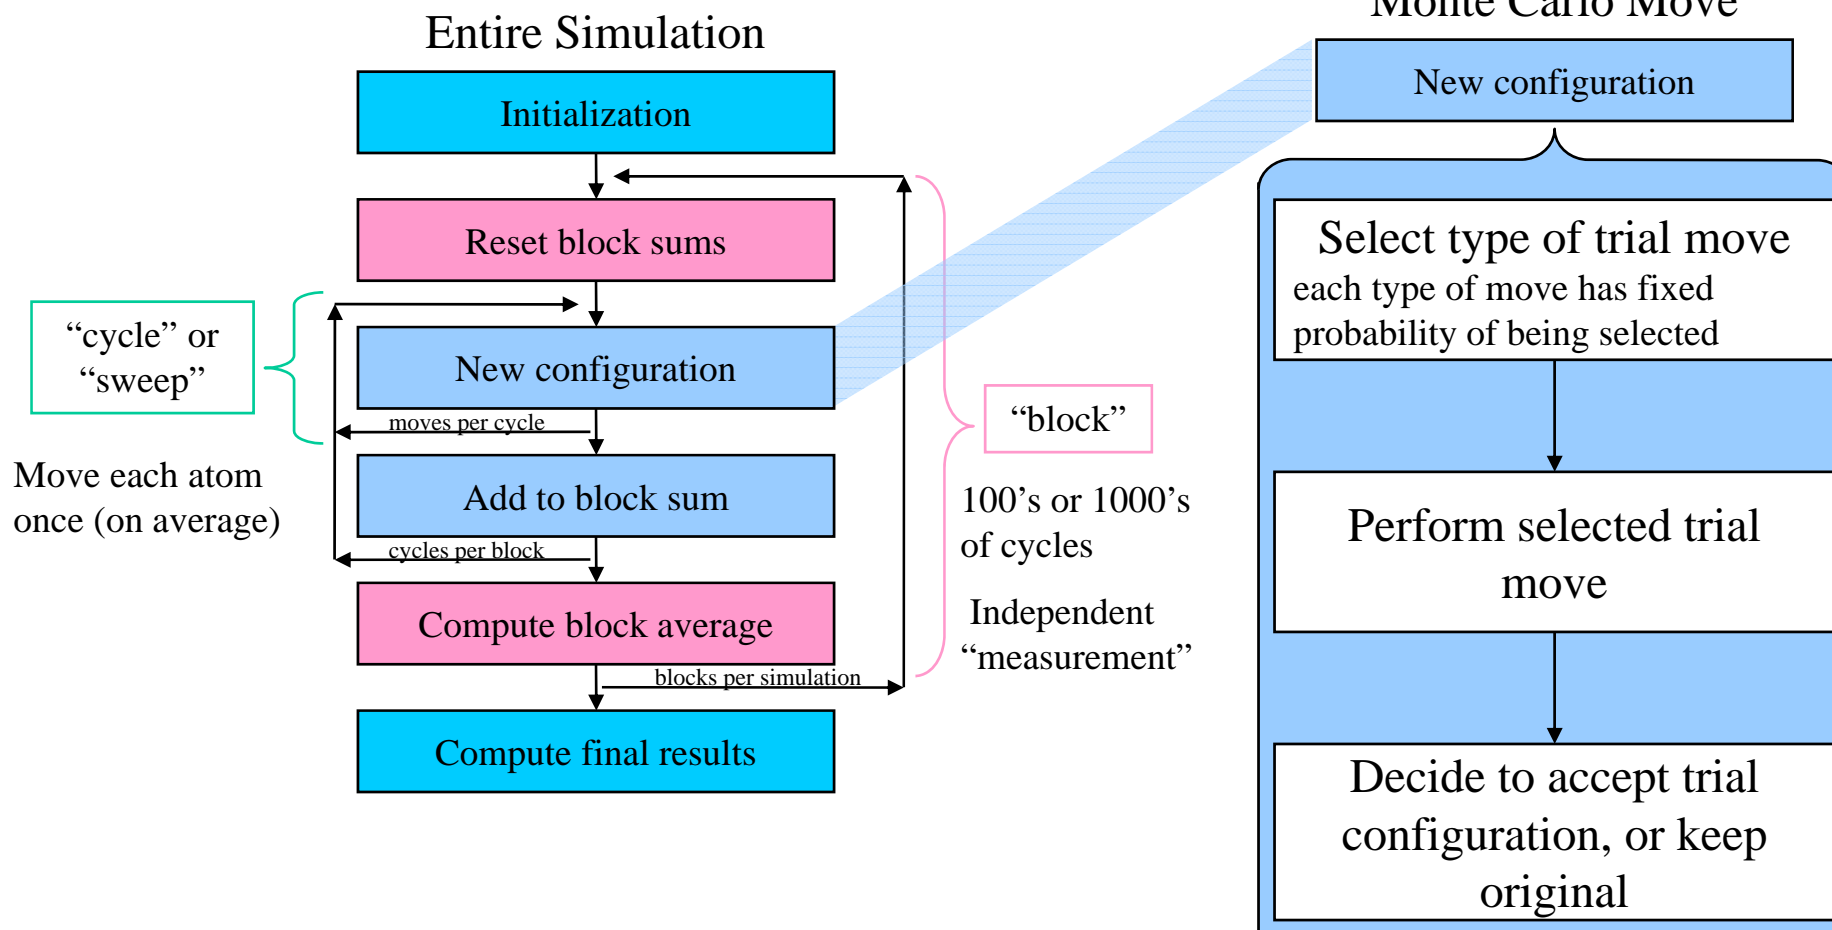 Entire Simulation
Initialization
Reset block sums
“cycle” or
“sweep”
New configuration
moves per cycle
Move each atom
once (on average)
Add to block sum
cycles per block
Compute block average
blocks per simulation
Compute final results
“block”
100’s or 1000’s
of cycles
Independent
“measurement”
Monte Carlo Move
New configuration
Select type of trial move
each type of move has fixed
probability of being selected
Perform selected trial
move
Decide to accept trial
configuration, or keep
original